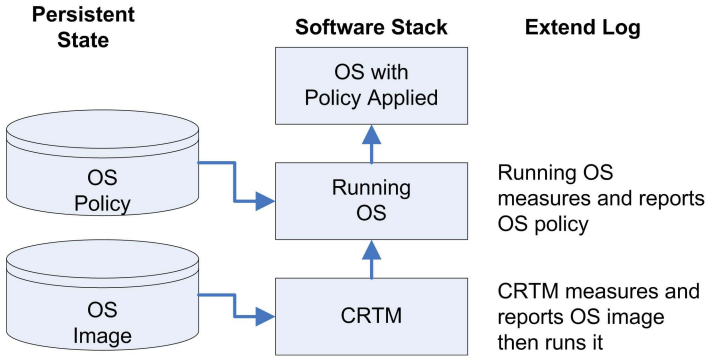 Persistent
State
Software Stack
Extend Log
OS with
Policy Applied
OS
Policy
Running
OS
Running OS
measures and reports
OS policy
OS
Image
CRTM
CRTM measures and
reports OS image
then runs it